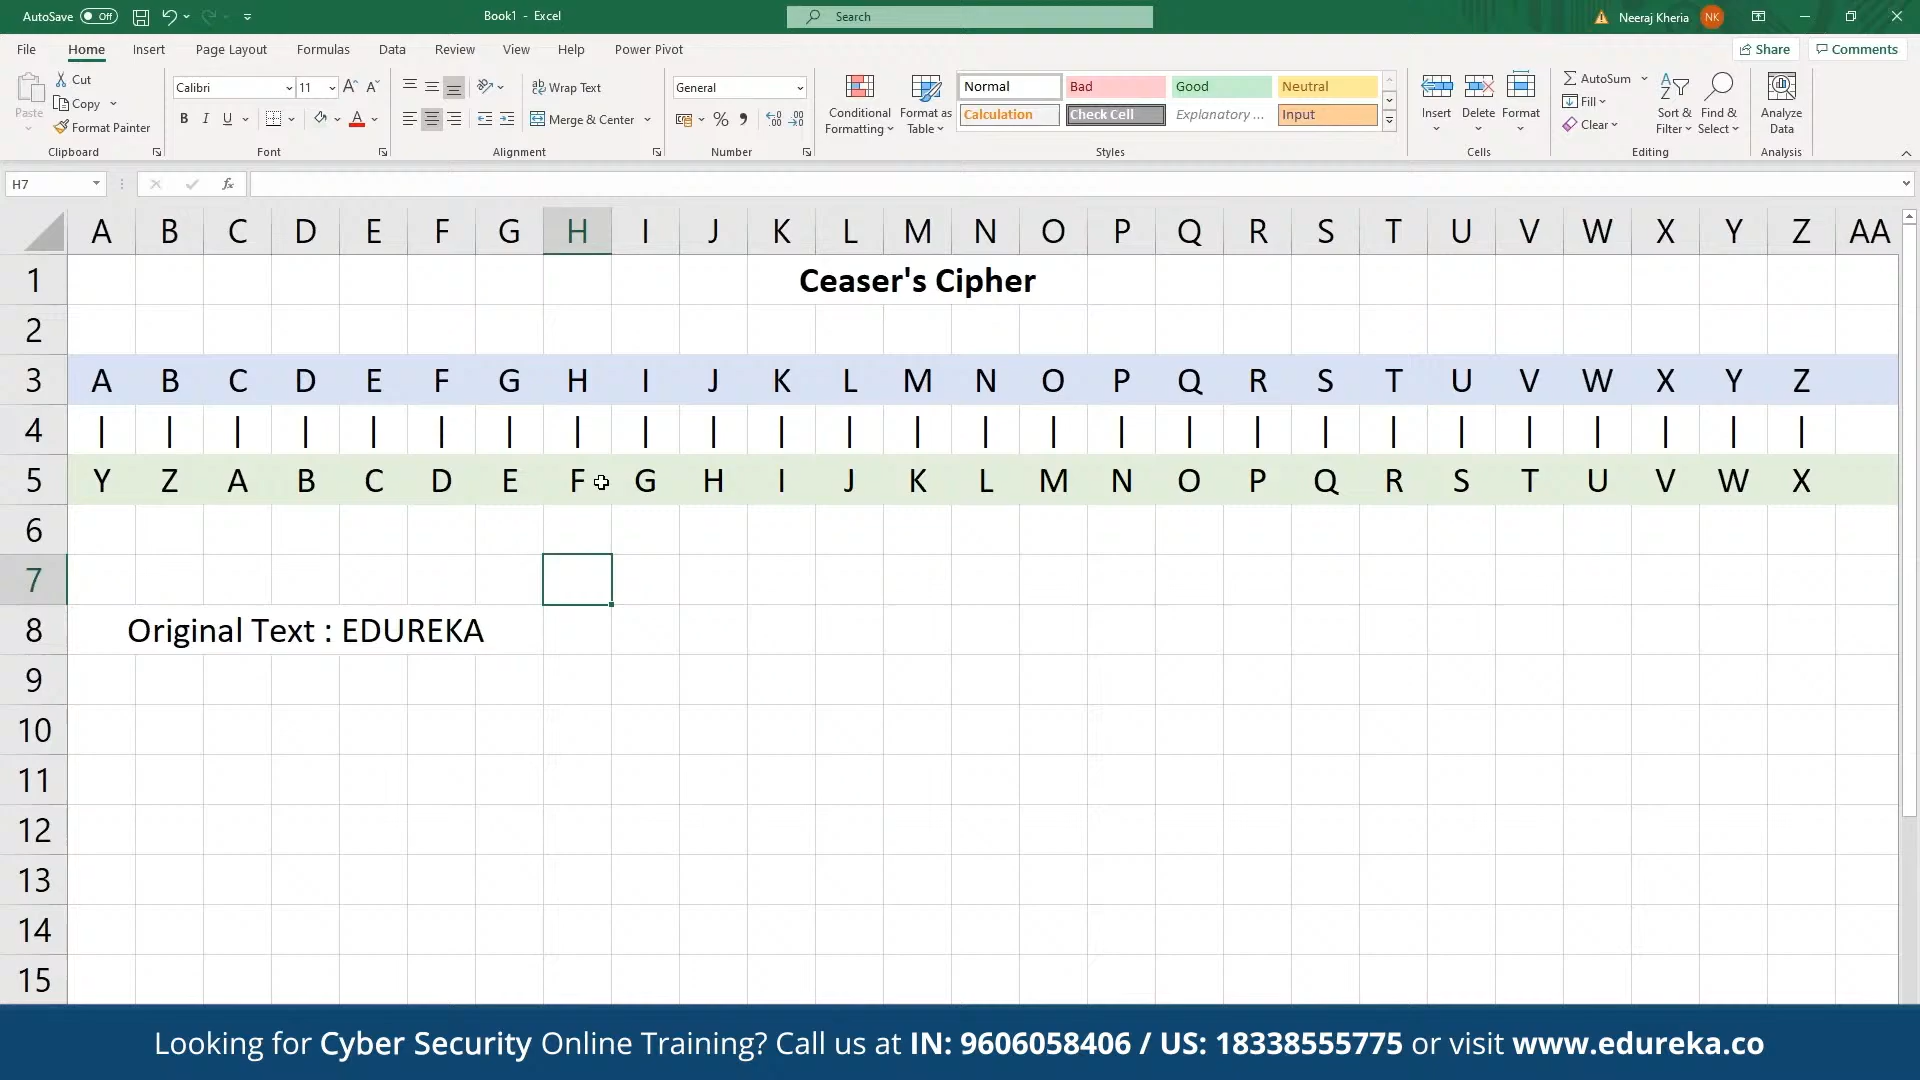 AutoSave Off Book1 - Excel Search Neeraj Kheria NK
File Home Insert Page Layout Formulas Data Review View Help Power Pivot Share Comments
Paste Cut Copy Format Painter Clipboard
Calibri 11 A A B I U A Font
ab Wrap Text Merge & Center Alignment
General % 9 Number
Conditional Formatting Format as Table Normal Bad Good Neutral Calculation Check Cell Explanatory ... Input Styles
Insert Delete Format Cells
AutoSum Fill Clear Sort & Filter Find & Select Editing
Analyze Data Analysis
H7 fx
A B C D E F G H I J K L M N O P Q R S T U V W X Y Z AA
1 Ceaser's Cipher
2
3 A B C D E F G H I J K L M N O P Q R S T U V W X Y Z
4 | | | | | | | | | | | | | | | | | | | | | | | | | |
5 Y Z A B C D E F G H I J K L M N O P Q R S T U V W X
6
7
8 Original Text : EDUREKA
9
10
11
12
13
14
15
Looking for Cyber Security Online Training? Call us at IN: 9606058406 / US: 18338555775 or visit www.edureka.co